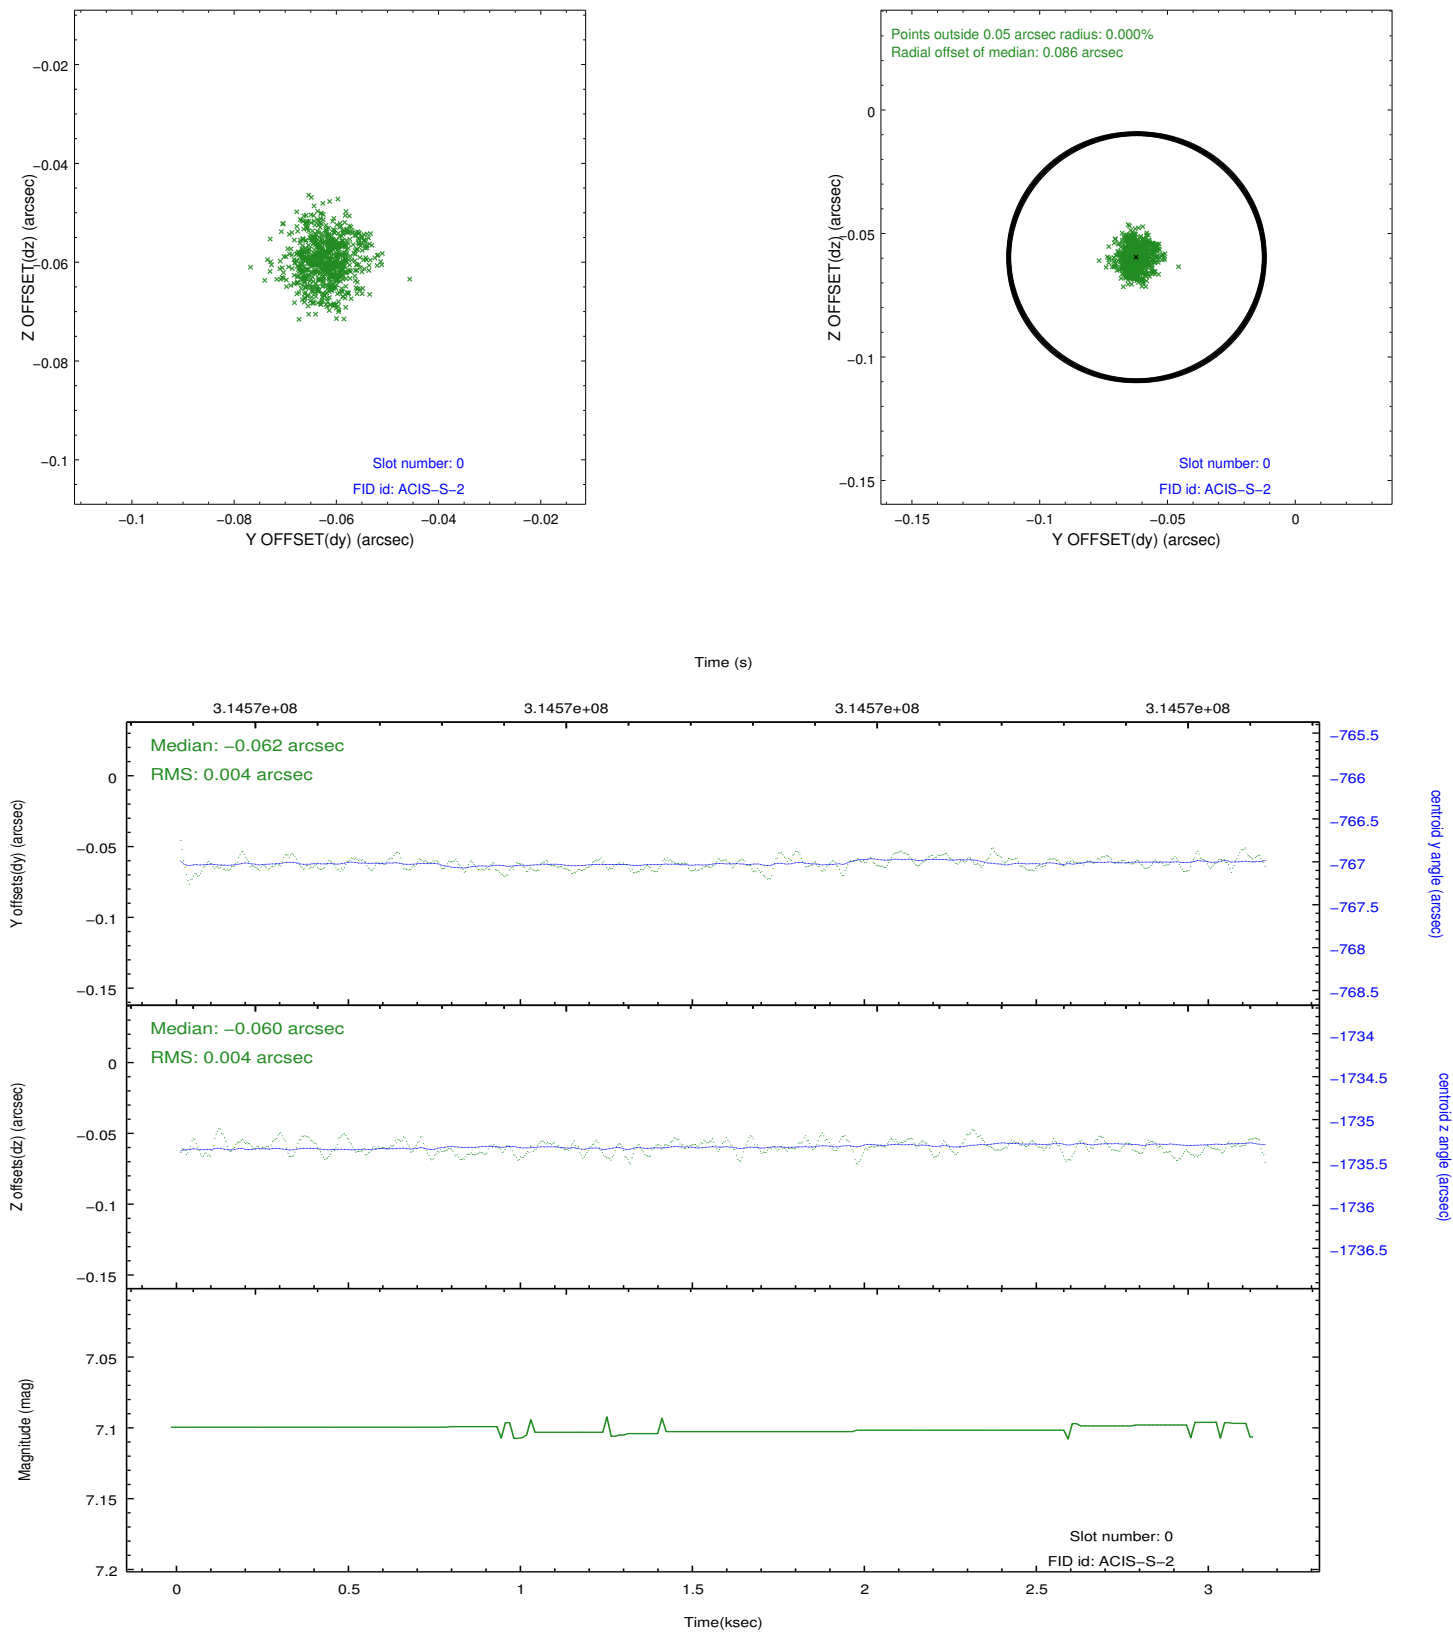 −0.02
−0.04
−0.06
−0.08
−0.1
Z OFFSET(dz) (arcsec)
Slot number: 0
FID id: ACIS−S−2
−0.1
−0.08
−0.06
−0.04
−0.02
Y OFFSET(dy) (arcsec)
Points outside 0.05 arcsec radius: 0.000%
Radial offset of median: 0.086 arcsec
0
−0.05
−0.1
−0.15
Z OFFSET(dz) (arcsec)
Slot number: 0
FID id: ACIS−S−2
−0.15
−0.1
−0.05
0
Y OFFSET(dy) (arcsec)
Time (s)
3.1457e+08
3.1457e+08
3.1457e+08
3.1457e+08
Median: −0.062 arcsec
RMS: 0.004 arcsec
0
−0.05
−0.1
−0.15
Y offsets(dy) (arcsec)
−765.5
−766
−766.5
−767
−767.5
−768
−768.5
centroid y angle (arcsec)
Median: −0.060 arcsec
RMS: 0.004 arcsec
0
−0.05
−0.1
−0.15
Z offsets(dz) (arcsec)
−1734
−1734.5
−1735
−1735.5
−1736
−1736.5
centroid z angle (arcsec)
7.05
7.1
7.15
7.2
Magnitude (mag)
Slot number: 0
FID id: ACIS−S−2
0
0.5
1
1.5
2
2.5
3
Time(ksec)